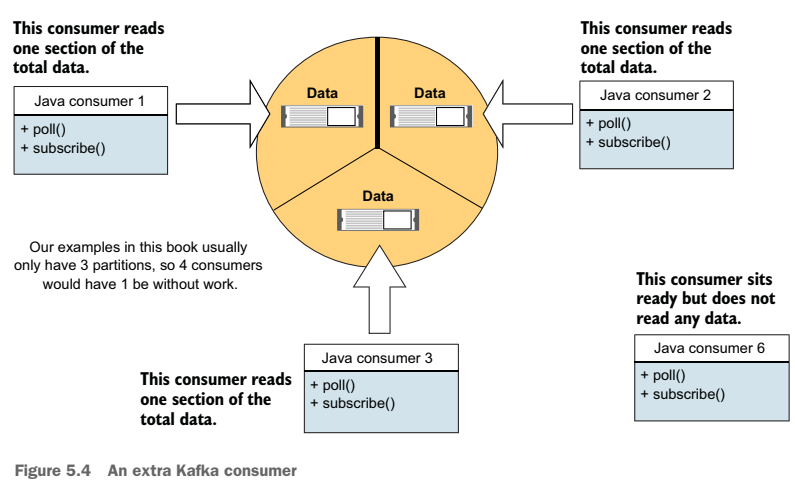 This consumer reads
one section of the
total data.
Java consumer 1
+ poll()
+ subscribe()
Data
Data
This consumer reads
one section of the
total data.
Java consumer 2
+ poll()
+ subscribe()
Data
Our examples in this book usually
only have 3 partitions, so 4 consumers
would have 1 be without work.
This consumer reads
one section of the
total data.
Java consumer 3
+ poll()
+ subscribe()
This consumer sits
ready but does not
read any data.
Java consumer 6
+ poll()
+ subscribe()
Figure 5.4 An extra Kafka consumer